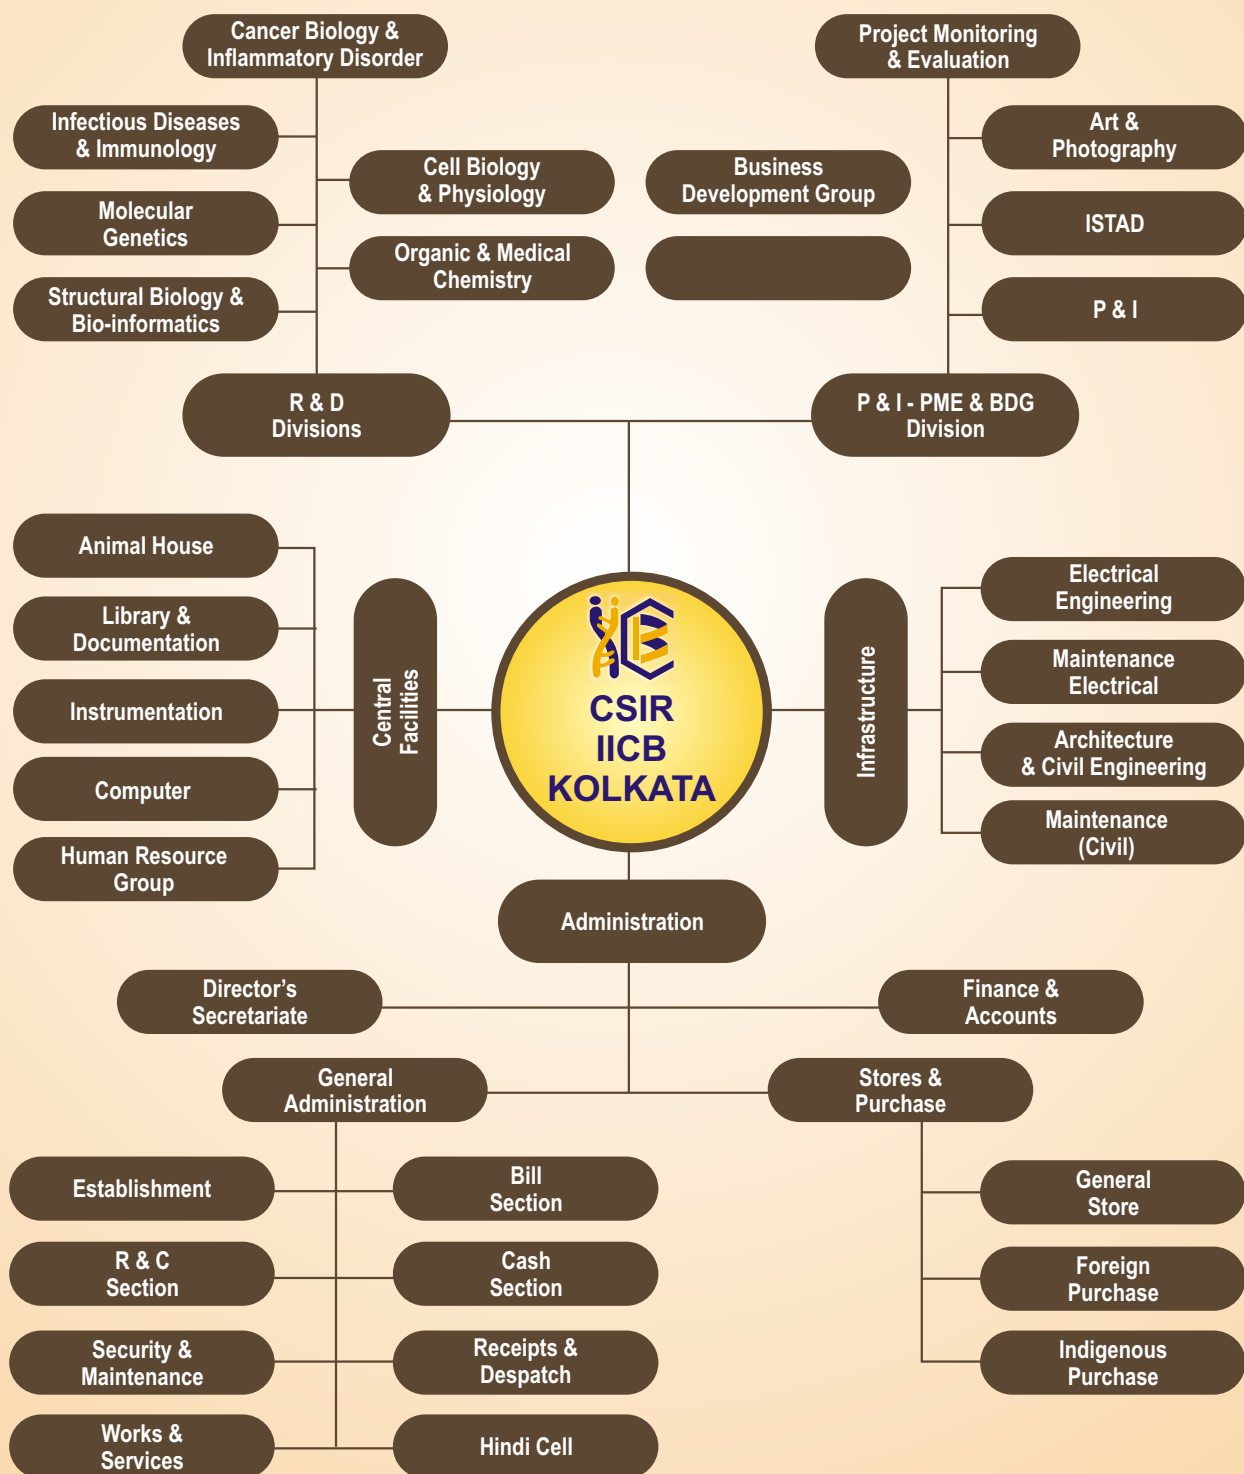 Cancer Biology &
Inflammatory Disorder
Project Monitoring
& Evaluation
Infectious Diseases
& Immunology
Art &
Photography
Cell Biology
& Physiology
Business
Development Group
Molecular
Genetics
ISTAD
Organic & Medical
Chemistry
Structural Biology &
Bio-informatics
P & I
R & D
Divisions
P & I - PME & BDG
Division
Animal House
Library &
Documentation
Instrumentation
Computer
Human Resource
Group
Central
Facilities
CSIR
IICB
KOLKATA
Infrastructure
Electrical
Engineering
Maintenance
Electrical
Architecture
& Civil Engineering
Maintenance
(Civil)
Administration
Director’s
Secretariate
Finance &
Accounts
General
Administration
Stores &
Purchase
Establishment
Bill
Section
R & C
Section
Cash
Section
Security &
Maintenance
Receipts &
Despatch
Works &
Services
Hindi Cell
General
Store
Foreign
Purchase
Indigenous
Purchase